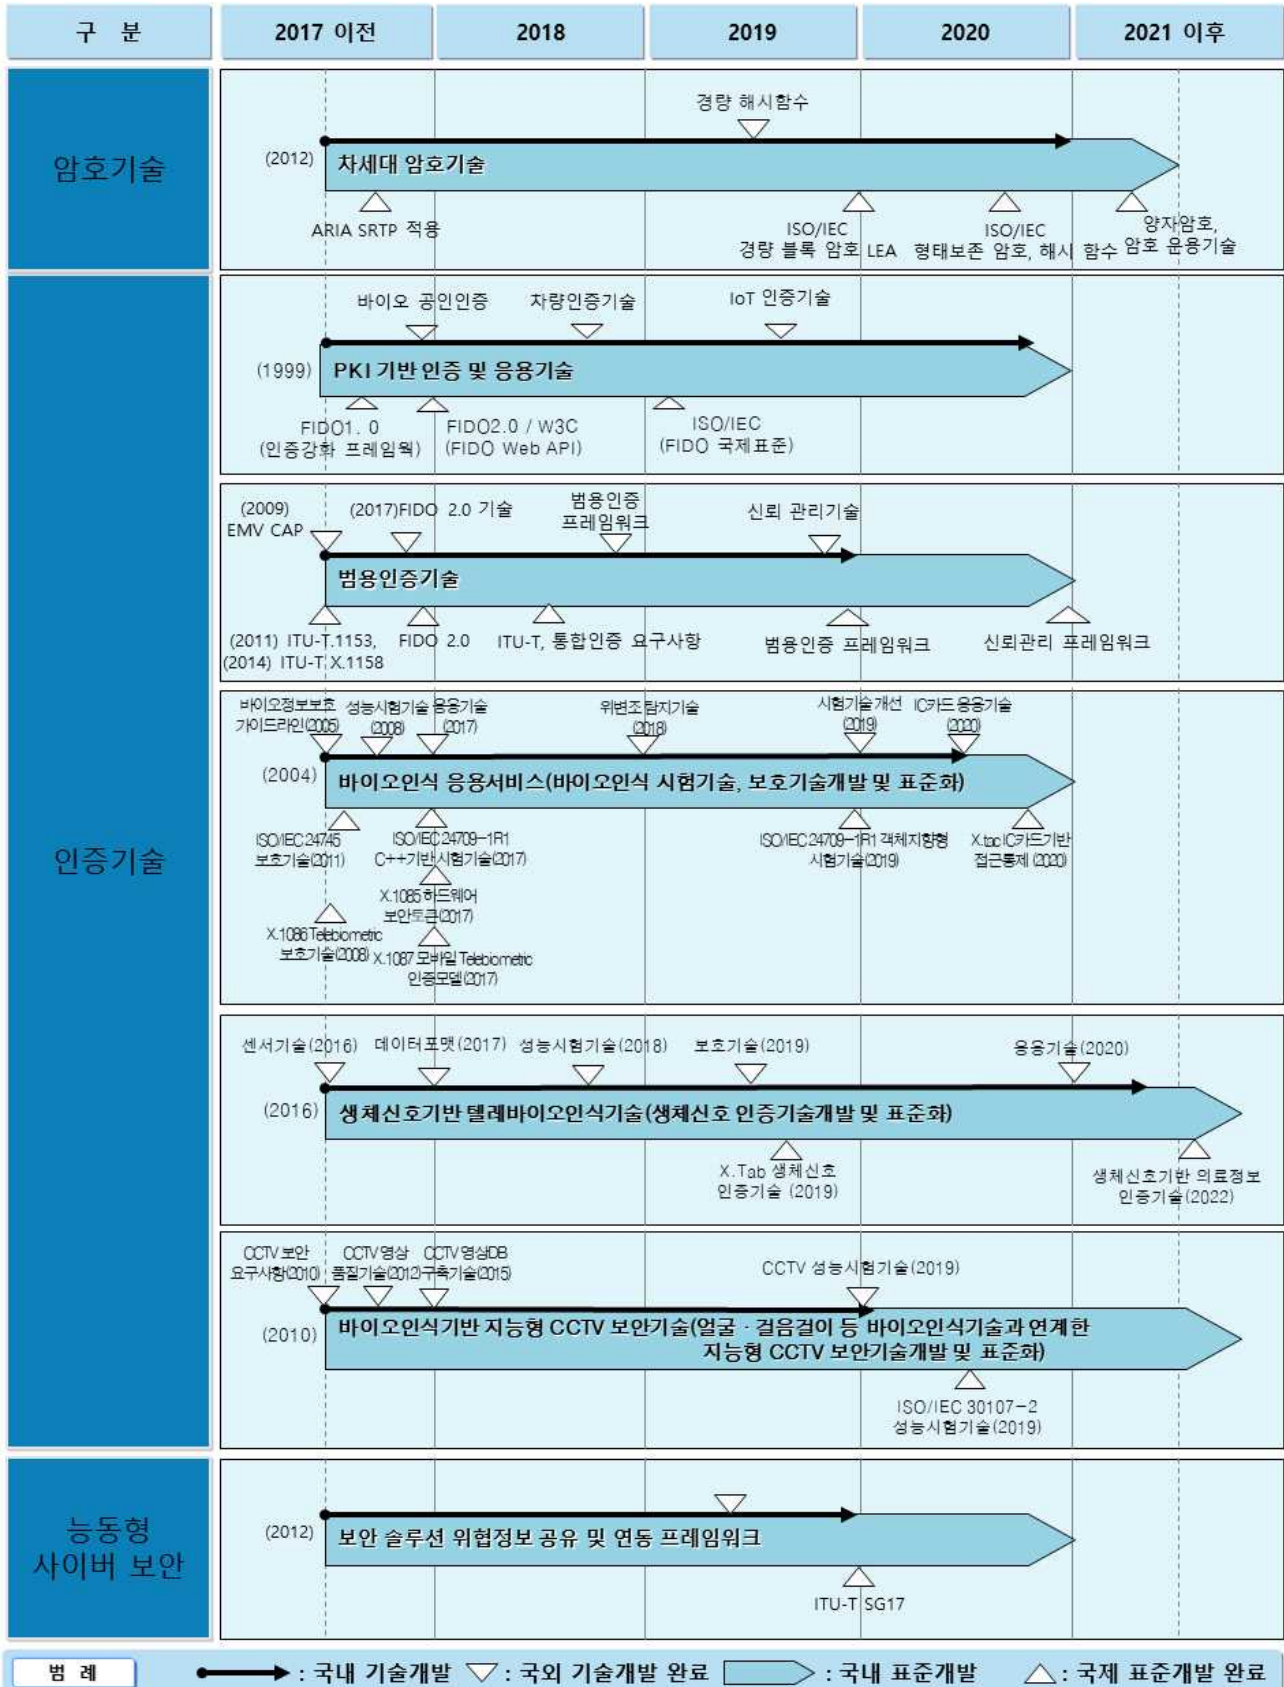 구 분
2017 이전
2018
2019
2020
2021 이후
암호기술
경량 해시함수
(2012)
차세대 암호기술
ARIA SRTP 적용
ISO/IEC
경량 블록 암호 LEA
ISO/IEC
형태보존 암호, 해시 함수
양자암호,
암호 운용기술
인증기술
바이오 공인인증
차량인증기술
IoT 인증기술
(1999)
PKI 기반 인증 및 응용기술
FIDO1. 0
(인증강화 프레임웍)
FIDO2.0 / W3C
(FIDO Web API)
ISO/IEC
(FIDO 국제표준)
(2009)
EMV CAP
(2017)FIDO 2.0 기술
범용인증
프레임워크
신뢰 관리기술
범용인증기술
(2011) ITU-T.1153,
(2014) ITU-T X.1158
FIDO 2.0
ITU-T, 통합인증 요구사항
범용인증 프레임워크
신뢰관리 프레임워크
바이오정보보호
가이드라인(2005)
성능시험기술
(2008)
응용기술
(2017)
위변조 탐지기술
(2018)
시험기술 개선
(2019)
IC카드 응용기술
(2020)
(2004)
바이오인식 응용서비스(바이오인식 시험기술, 보호기술개발 및 표준화)
ISO/IEC 24745
보호기술(2011)
ISO/IEC 24709-1R1
C++기반 시험기술(2017)
ISO/IEC 24709-1R1 객체지향형
시험기술(2019)
X.tac IC카드기반
접근통제 (2020)
X.1085 하드웨어
보안토큰(2017)
X.1086 Telebiometric
보호기술(2008)
X.1087 모바일 Telebiometric
인증모델(2017)
센서기술(2016)
데이터포맷(2017)
성능시험기술(2018)
보호기술(2019)
응용기술(2020)
(2016)
생체신호기반 텔레바이오인식기술(생체신호 인증기술개발 및 표준화)
X.Tab 생체신호
인증기술 (2019)
생체신호기반 의료정보
인증기술(2022)
CCTV 보안
요구사항(2010)
CCTV 영상
품질기술(2012)
CCTV 영상DB
구축기술(2015)
CCTV 성능시험기술(2019)
(2010)
바이오인식기반 지능형 CCTV 보안기술(얼굴 · 걸음걸이 등 바이오인식기술과 연계한
지능형 CCTV 보안기술개발 및 표준화)
ISO/IEC 30107-2
성능시험기술(2019)
능동형
사이버 보안
(2012)
보안 솔루션 위협정보 공유 및 연동 프레임워크
ITU-T SG17
범 례
: 국내 기술개발
: 국외 기술개발 완료
: 국내 표준개발
: 국제 표준개발 완료